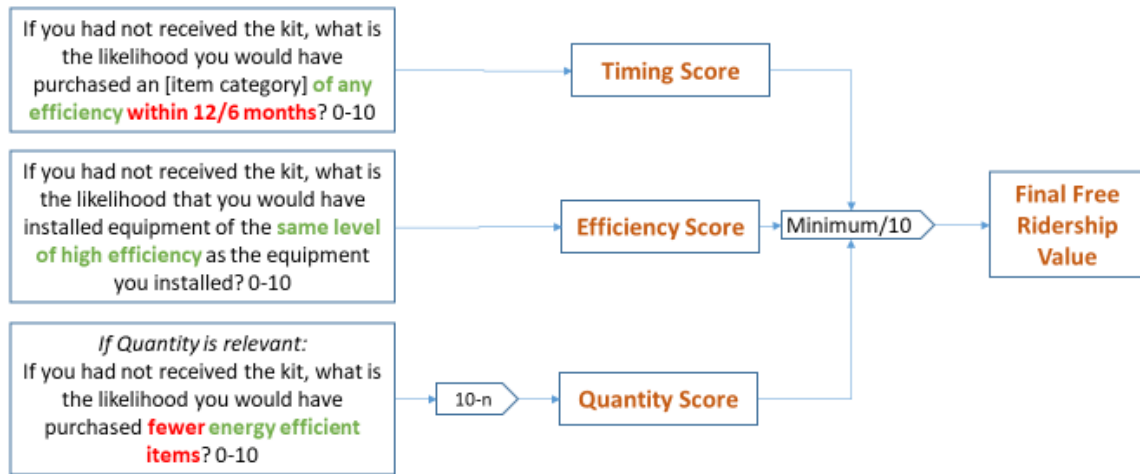 If you had not received the kit, what is
the likelihood you would have
purchased an [item category] of any
efficiency within 12/6 months? 0-10
Timing Score
If you had not received the kit, what is
the likelihood that you would have
installed equipment of the same level
of high efficiency as the equipment
you installed? 0-10
Efficiency Score
Minimum/10
Final Free
Ridership
Value
If Quantity is relevant:
If you had not received the kit, what is
the likelihood you would have
purchased fewer energy efficient
items? 0-10
10-n
Quantity Score